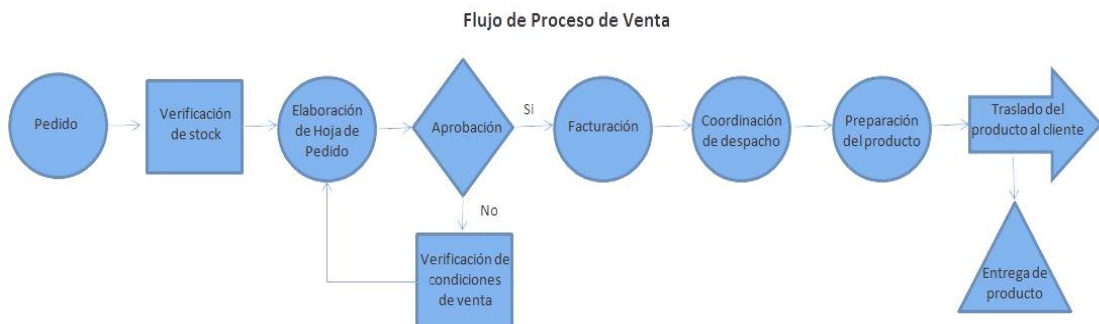 Flujo de Proceso de Venta
Pedido
Verificación
de stock
Elaboración
de Hoja de
Pedido
Aprobación
Si
Facturación
Coordinación
de despacho
Preparación
del producto
Traslado del
producto al cliente
No
Verificación de
condiciones
de venta
Entrega de
producto